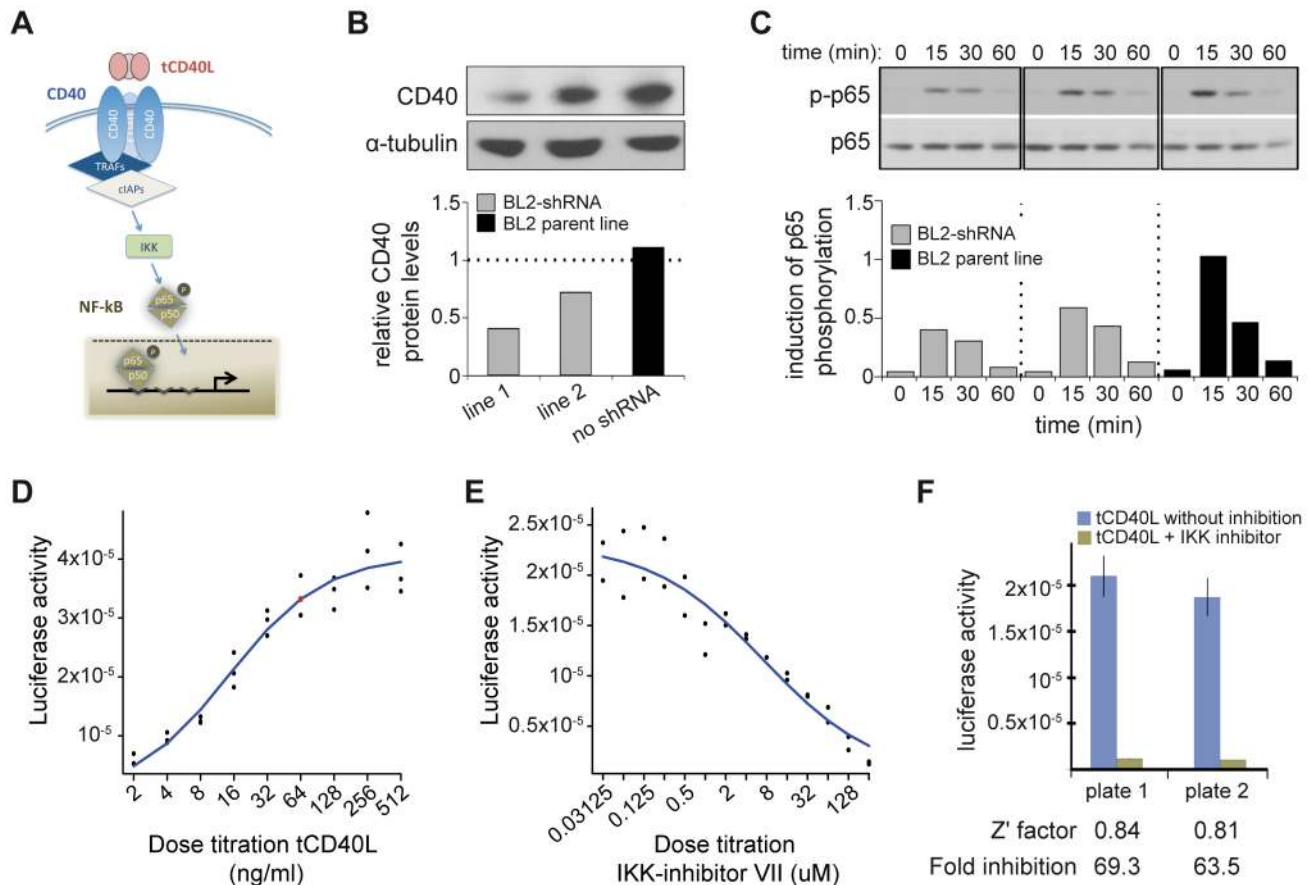 A
tCD40L
CD40
CD40
CD40
TRAFs
cIAPs
IKK
NF-kB
p65
P
p50
p65
P
p50
B
CD40
α-tubulin
1.5
1
0.5
0
BL2-shRNA
BL2 parent line
relative CD40
protein levels
line 1
line 2
no shRNA
C
time (min): 0 15 30 60 0 15 30 60 0 15 30 60
p-p65
p65
1.5
1
0.5
0
BL2-shRNA
BL2 parent line
induction of p65
phosphorylation
0 15 30 60 0 15 30 60 0 15 30 60
time (min)
D
Luciferase activity
4x10-5
3x10-5
2x10-5
10-5
2 4 8 16 32 64 128 256 512
Dose titration tCD40L
(ng/ml)
E
Luciferase activity
2.5x10-5
2x10-5
1.5x10-5
10-5
0.5x10-5
0.03125 0.125 0.5 2 8 32 128
Dose titration
IKK-inhibitor VII (uM)
F
tCD40L without inhibition
tCD40L + IKK inhibitor
luciferase activity
2x10-5
1.5x10-5
10-5
0.5x10-5
plate 1 plate 2
Z' factor 0.84 0.81
Fold inhibition 69.3 63.5